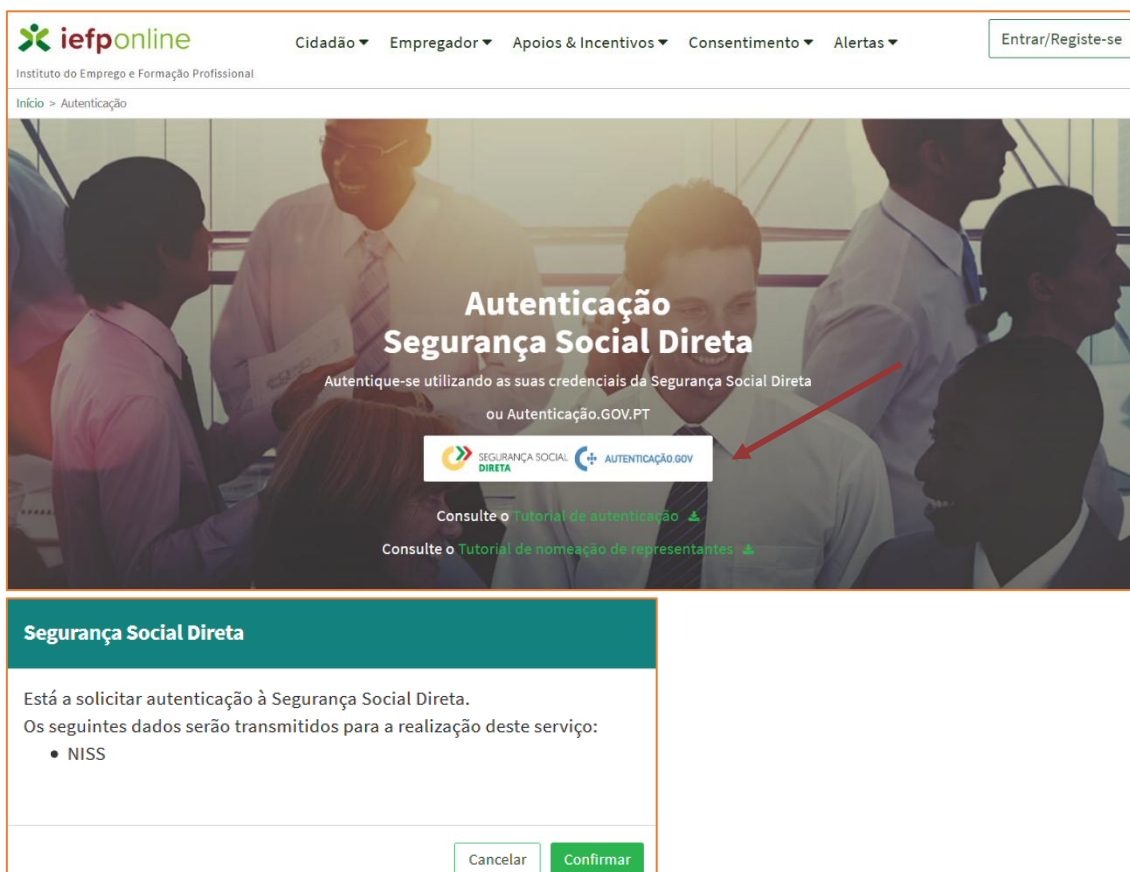 iefponline
Cidadão Empregador Apoios & Incentivos Consentimento Alertas Entrar/Registe-se
Instituto do Emprego e Formação Profissional
Início > Autenticação
Autenticação
Segurança Social Direta
Autentique-se utilizando as suas credenciais da Segurança Social Direta
ou Autenticação.GOV.PT
SEGURANÇA SOCIAL DIRETA AUTENTICAÇÃO.GOV
Consulte o Tutorial de autenticação
Consulte o Tutorial de nomeação de representantes
Segurança Social Direta
Está a solicitar autenticação à Segurança Social Direta.
Os seguintes dados serão transmitidos para a realização deste serviço:
• NISS
Cancelar Confirmar